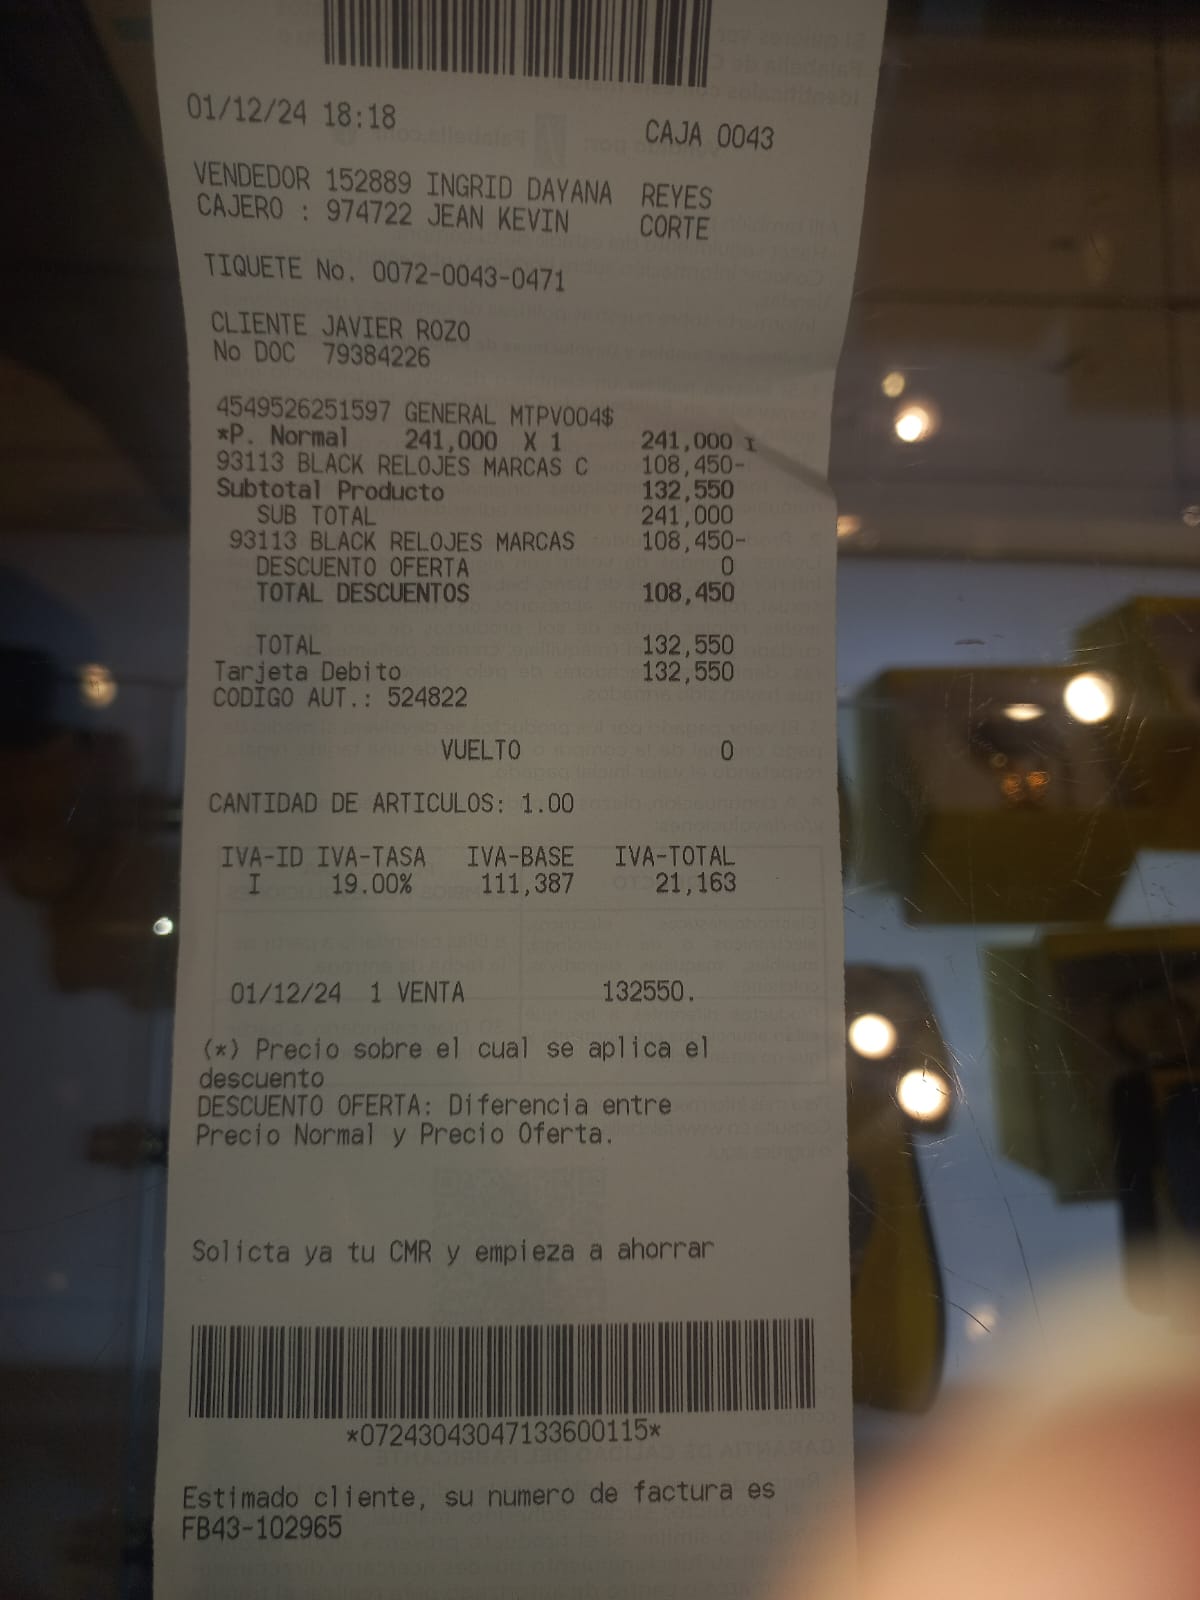 01/12/24 18:18 CAJA 0043
VENDEDOR 152889 INGRID DAYANA REYES
CAJERO : 974722 JEAN KEVIN CORTE
TIQUETE No. 0072-0043-0471
CLIENTE JAVIER ROZO
No DOC 79384226
4549526251597 GENERAL MTPV004$
*P. Normal 241,000 X 1 241,000 I
93113 BLACK RELOJES MARCAS C 108,450-
Subtotal Producto 132,550
SUB TOTAL 241,000
93113 BLACK RELOJES MARCAS 108,450-
DESCUENTO OFERTA 0
TOTAL DESCUENTOS 108,450
TOTAL 132,550
Tarjeta Debito 132,550
CODIGO AUT.: 524822
VUELTO 0
CANTIDAD DE ARTICULOS: 1.00
IVA-ID IVA-TASA IVA-BASE IVA-TOTAL
I 19.00% 111,387 21,163
01/12/24 1 VENTA 132550.
(*) Precio sobre el cual se aplica el
descuento
DESCUENTO OFERTA: Diferencia entre
Precio Normal y Precio Oferta.
Solicta ya tu CMR y empieza a ahorrar
*07243043047133600115*
Estimado cliente, su numero de factura es
FB43-102965